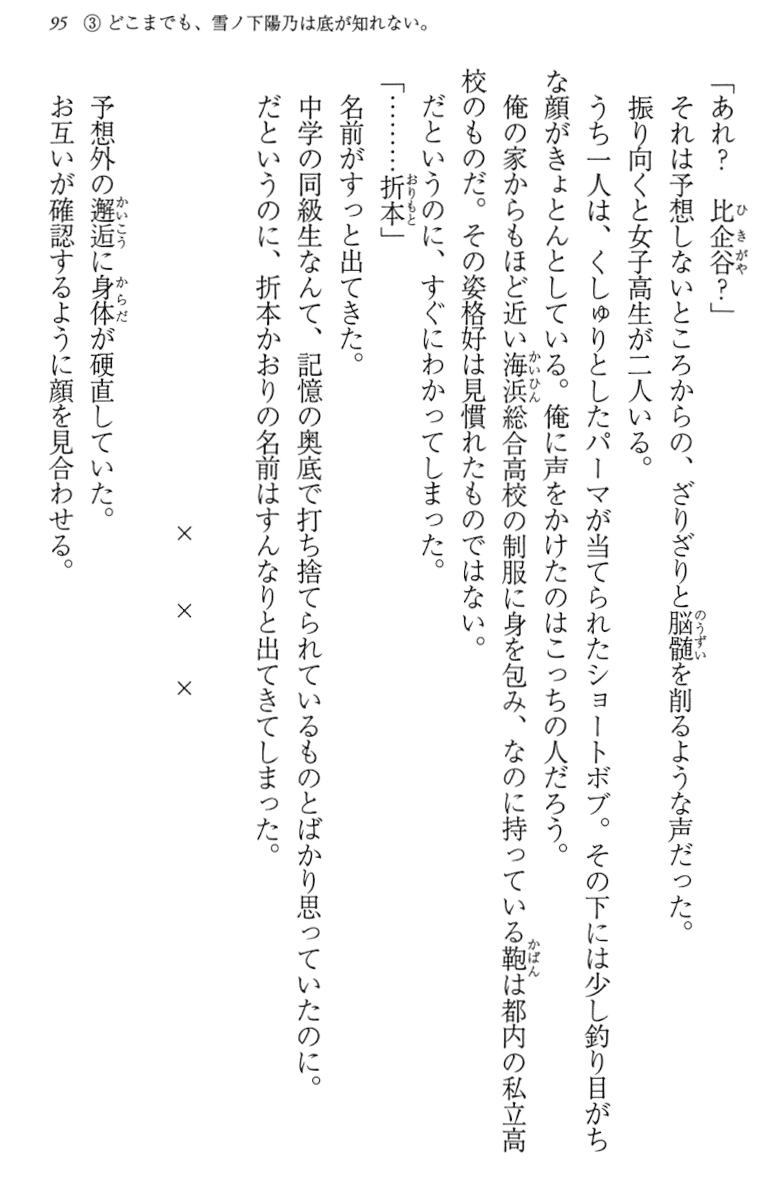 95 ③ どこまでも、雪ノ下陽乃は底が知れない。
「あれ？　比企谷？」
それは予想しないところからの、ざりざりと脳髄を削るような声だった。
振り向くと女子高生が二人いる。
うち一人は、くしゅりとしたパーマが当てられたショートボブ。その下には少し釣り目がち
な顔がきょとんとしている。俺に声をかけたのはこっちの人だろう。
俺の家からもほど近い海浜総合高校の制服に身を包み、なのに持っている鞄は都内の私立高
校のものだ。その姿格好は見慣れたものではない。
だというのに、すぐにわかってしまった。
「………折本」
名前がすっと出てきた。
中学の同級生なんて、記憶の奥底で打ち捨てられているものとばかり思っていたのに。
だというのに、折本かおりの名前はすんなりと出てきてしまった。
×　×　×
予想外の邂逅に身体が硬直していた。
お互いが確認するように顔を見合わせる。